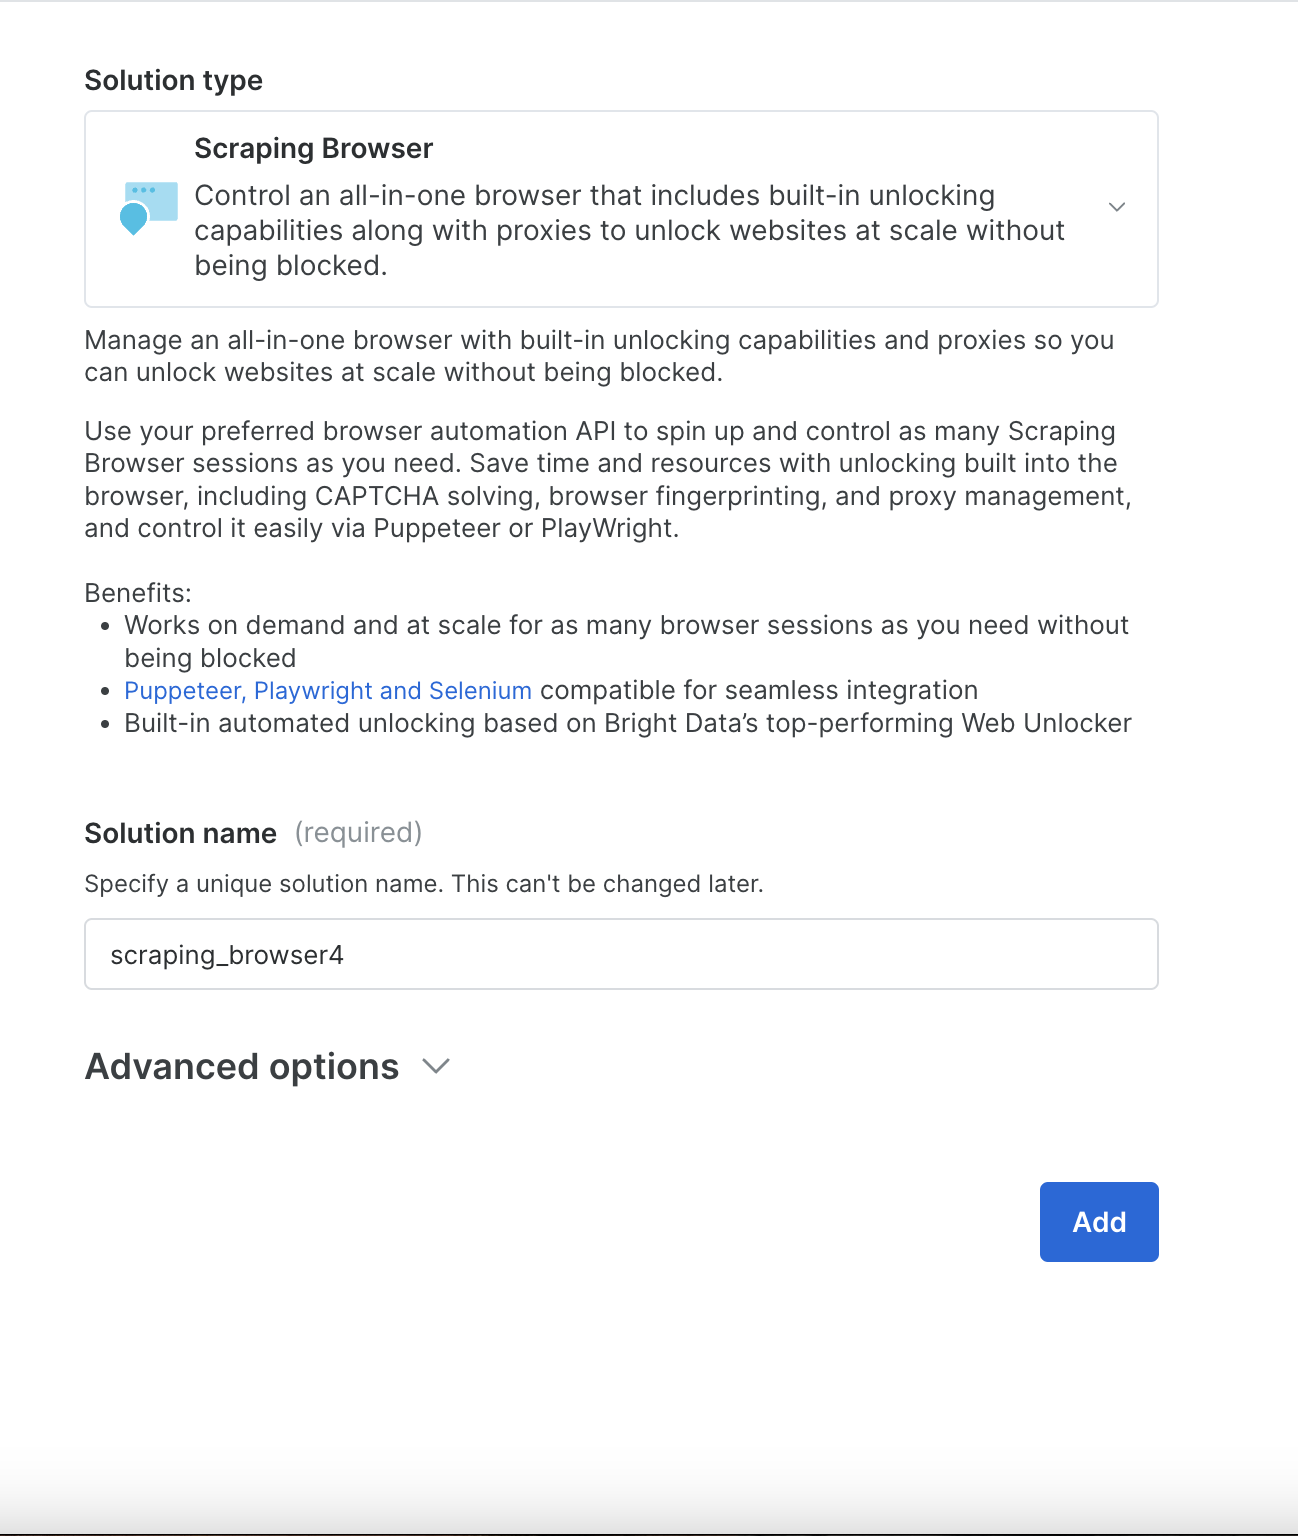 Solution type
Scraping Browser
Control an all-in-one browser that includes built-in unlocking
capabilities along with proxies to unlock websites at scale without
being blocked.
Manage an all-in-one browser with built-in unlocking capabilities and proxies so you
can unlock websites at scale without being blocked.
Use your preferred browser automation API to spin up and control as many Scraping
Browser sessions as you need. Save time and resources with unlocking built into the
browser, including CAPTCHA solving, browser fingerprinting, and proxy management,
and control it easily via Puppeteer or PlayWright.
Benefits:
• Works on demand and at scale for as many browser sessions as you need without
being blocked
• Puppeteer, Playwright and Selenium compatible for seamless integration
• Built-in automated unlocking based on Bright Data’s top-performing Web Unlocker
Solution name (required)
Specify a unique solution name. This can't be changed later.
scraping_browser4
Advanced options
Add